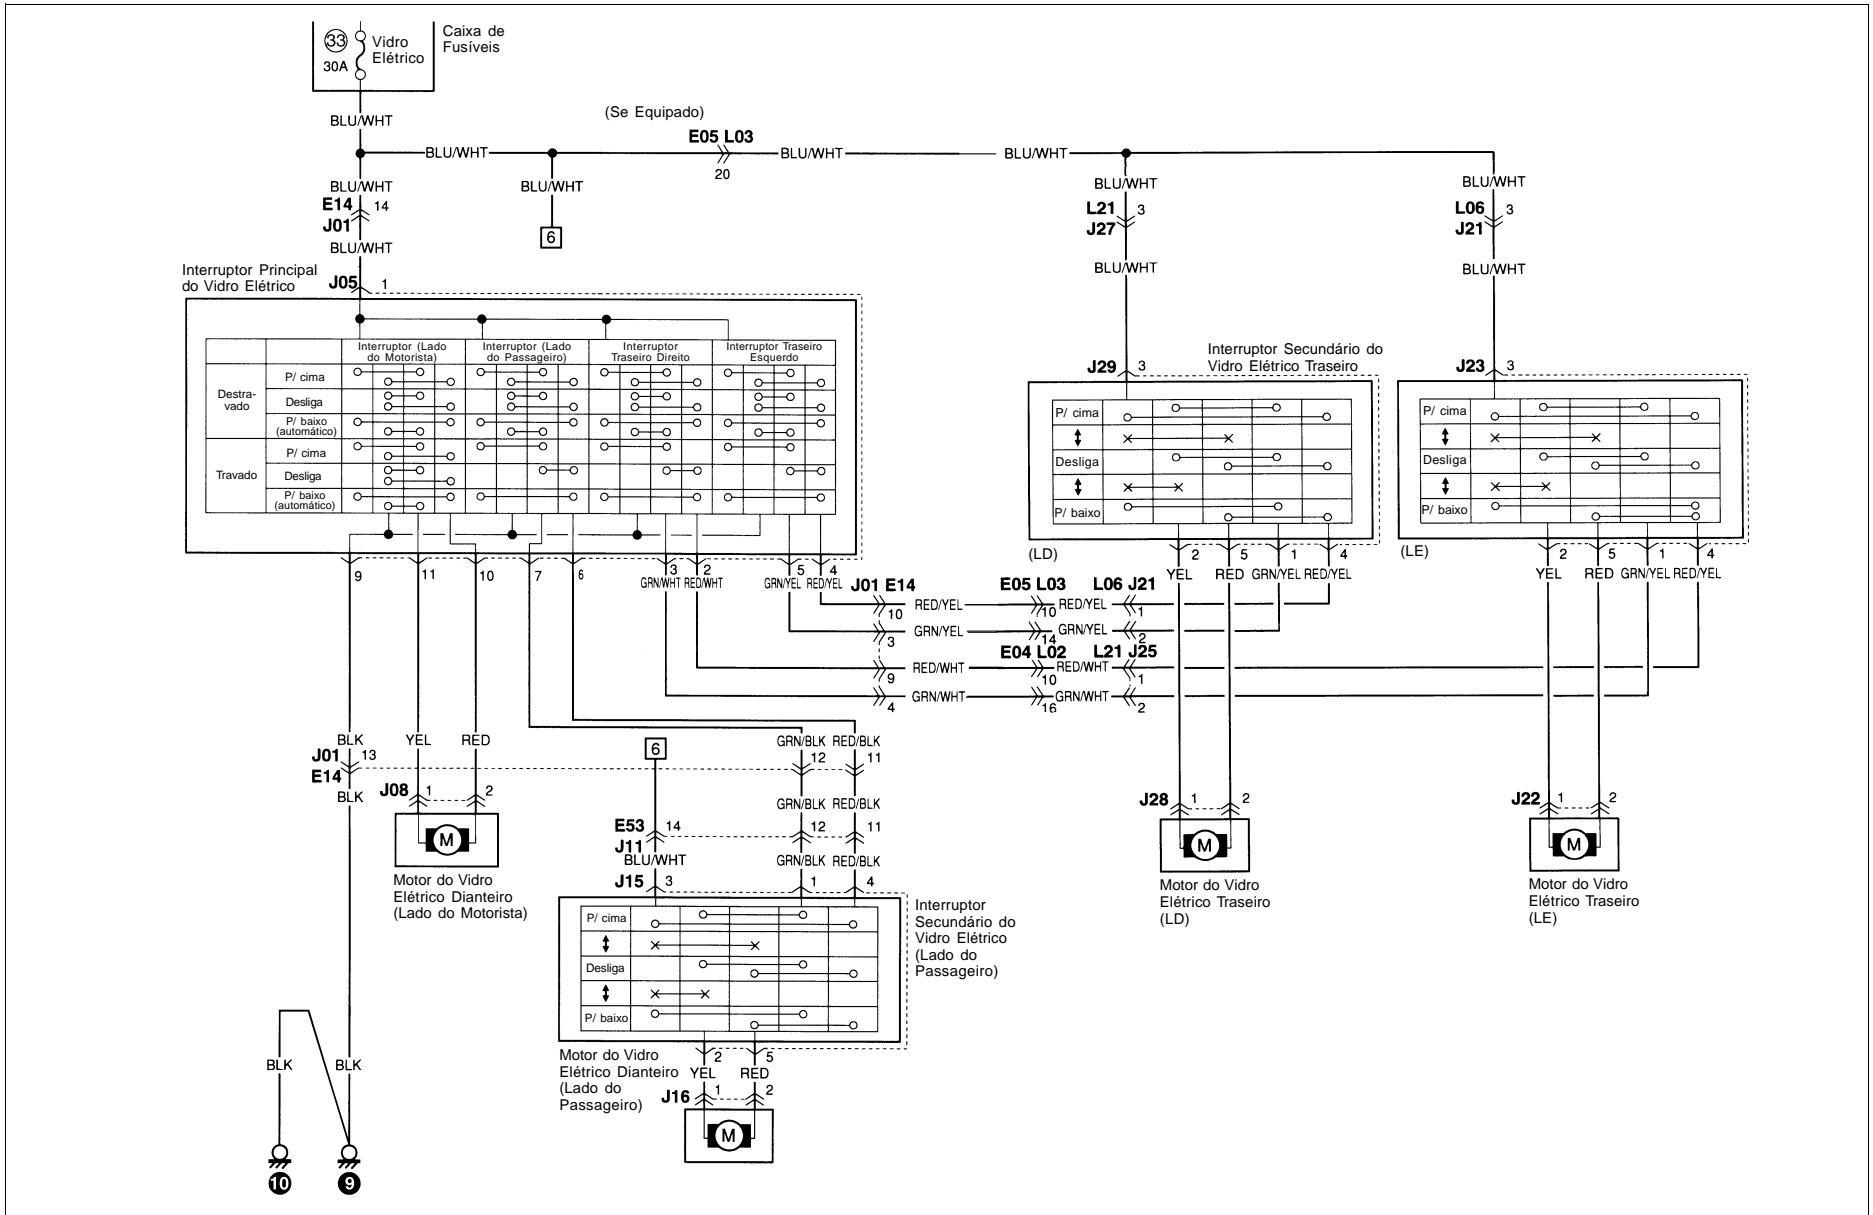 33
30A
Vidro
Elétrico
Caixa de
Fusíveis
BLU/WHT
(Se Equipado)
E05 L03
BLU/WHT
BLU/WHT
BLU/WHT
20
BLU/WHT
BLU/WHT
BLU/WHT
BLU/WHT
E14
14
J01
6
L21
3
J27
L06
3
J21
BLU/WHT
BLU/WHT
BLU/WHT
Interruptor Principal
do Vidro Elétrico
J05
1
Interruptor (Lado
do Motorista)
Interruptor (Lado
do Passageiro)
Interruptor
Traseiro Direito
Interruptor Traseiro
Esquerdo
Destra-
vado
P/ cima
Desliga
P/ baixo
(automático)
Travado
P/ cima
Desliga
P/ baixo
(automático)
Interruptor Secundário do
Vidro Elétrico Traseiro
J29
3
P/ cima
Desliga
P/ baixo
(LD)
J23
3
P/ cima
Desliga
P/ baixo
(LE)
9
11
10
7
6
3
2
5
4
GRN/WHT
RED/WHT
GRN/YEL
RED/YEL
2
5
1
4
YEL
RED
GRN/YEL
RED/YEL
2
5
1
4
YEL
RED
GRN/YEL
RED/YEL
J01 E14
E05 L03
L06 J21
10
RED/YEL
10
RED/YEL
1
3
GRN/YEL
14
GRN/YEL
2
E04 L02
L21 J25
9
RED/WHT
10
RED/WHT
1
4
GRN/WHT
16
GRN/WHT
2
BLK
YEL
RED
6
GRN/BLK
RED/BLK
J01
13
E14
12
11
BLK
J08
1
2
M
Motor do Vidro
Elétrico Dianteiro
(Lado do Motorista)
GRN/BLK
RED/BLK
E53
14
J11
12
11
BLU/WHT
GRN/BLK
RED/BLK
J15
3
1
4
J28
1
2
M
Motor do Vidro
Elétrico Traseiro
(LD)
J22
1
2
M
Motor do Vidro
Elétrico Traseiro
(LE)
P/ cima
Desliga
P/ baixo
Interruptor
Secundário do
Vidro Elétrico
(Lado do
Passageiro)
Motor do Vidro
Elétrico Dianteiro
(Lado do
Passageiro)
2
5
YEL
RED
J16
1
2
M
BLK
BLK
10
9